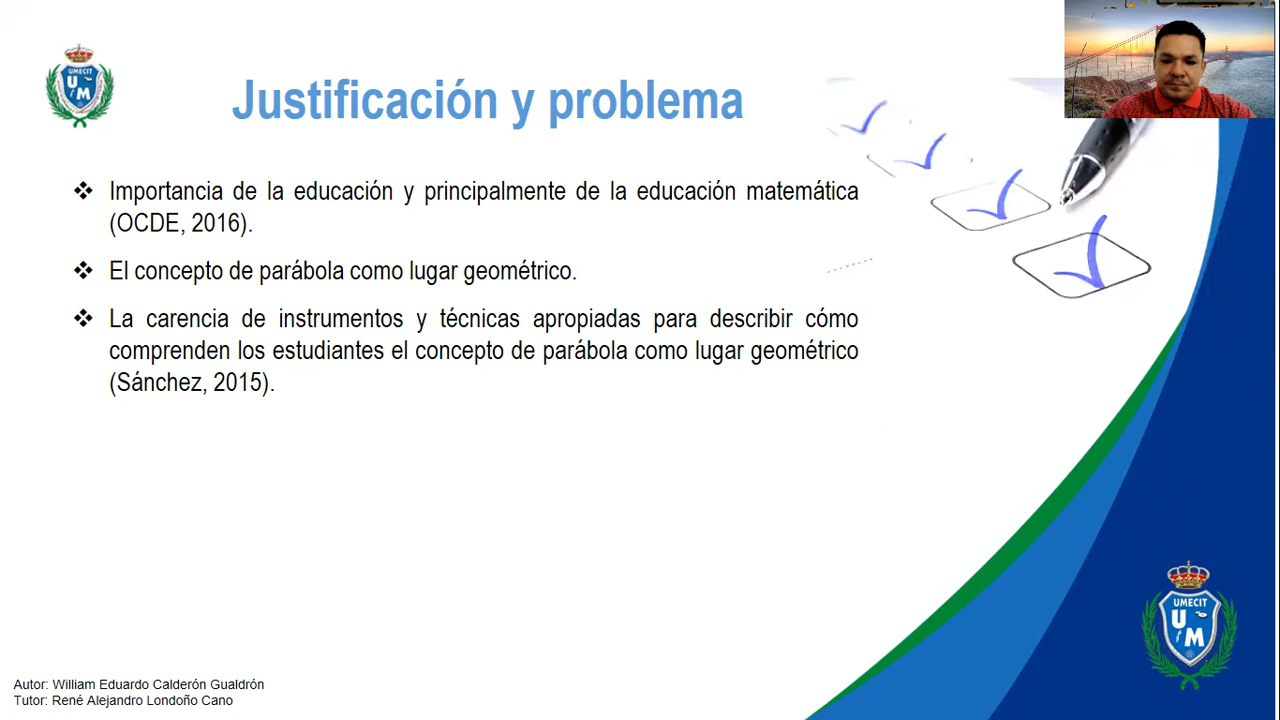 UMECIT
U
M
Justificación y problema
❖ Importancia de la educación y principalmente de la educación matemática
(OCDE, 2016).
❖ El concepto de parábola como lugar geométrico.
❖ La carencia de instrumentos y técnicas apropiadas para describir cómo
comprenden los estudiantes el concepto de parábola como lugar geométrico
(Sánchez, 2015).
UMECIT
U
M
Autor: William Eduardo Calderón Gualdrón
Tutor: René Alejandro Londoño Cano